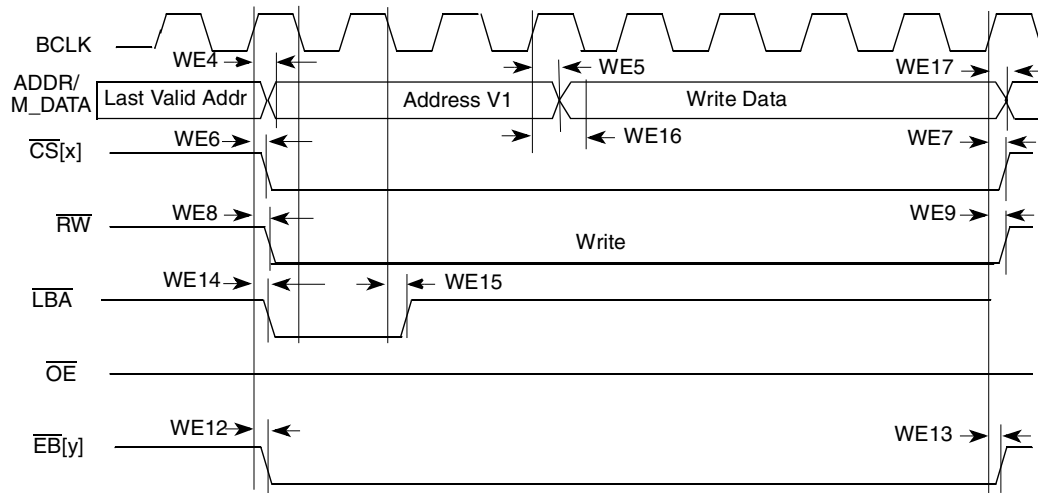 BCLK
WE4
WE5
WE17
ADDR/
M_DATA
Last Valid Addr
Address V1
Write Data
WE6
WE16
WE7
CS[x]
WE8
WE9
RW
Write
WE14
WE15
LBA
OE
WE12
WE13
EB[y]